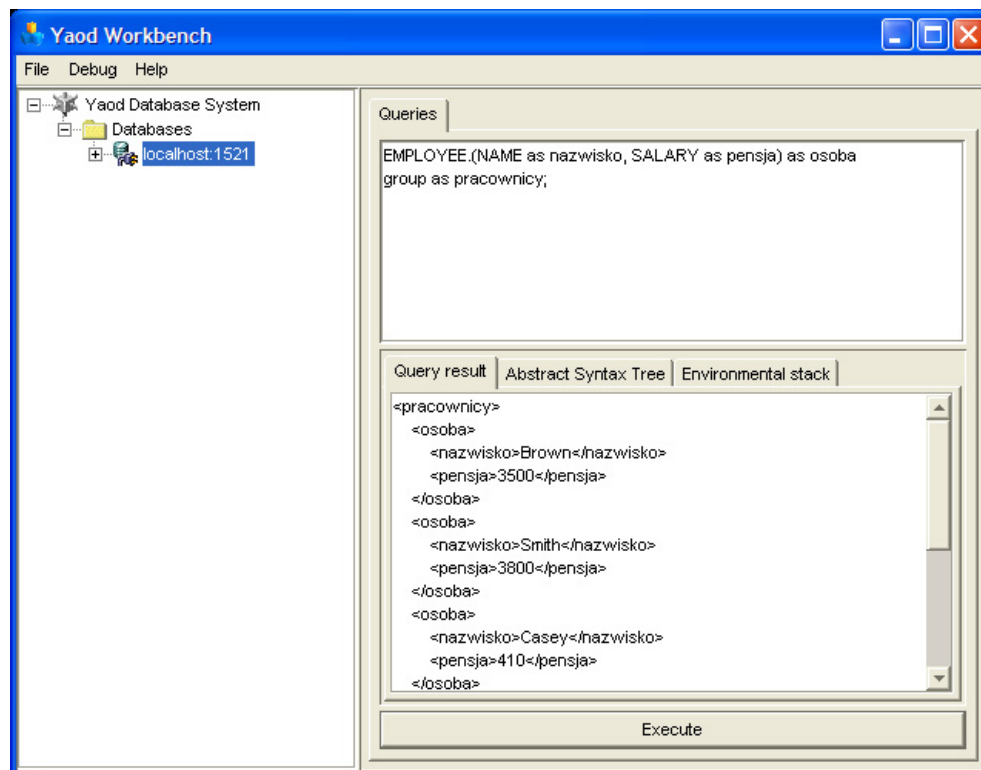 Yaod Workbench
File Debug Help
Yaod Database System
Databases
localhost:1521
Queries
EMPLOYEE.(NAME as nazwisko, SALARY as pensja) as osoba
group as pracownicy;
Query result Abstract Syntax Tree Environmental stack
<pracownicy>
<osoba>
<nazwisko>Brown</nazwisko>
<pensja>3500</pensja>
</osoba>
<osoba>
<nazwisko>Smith</nazwisko>
<pensja>3800</pensja>
</osoba>
<osoba>
<nazwisko>Casey</nazwisko>
<pensja>410</pensja>
</osoba>
Execute